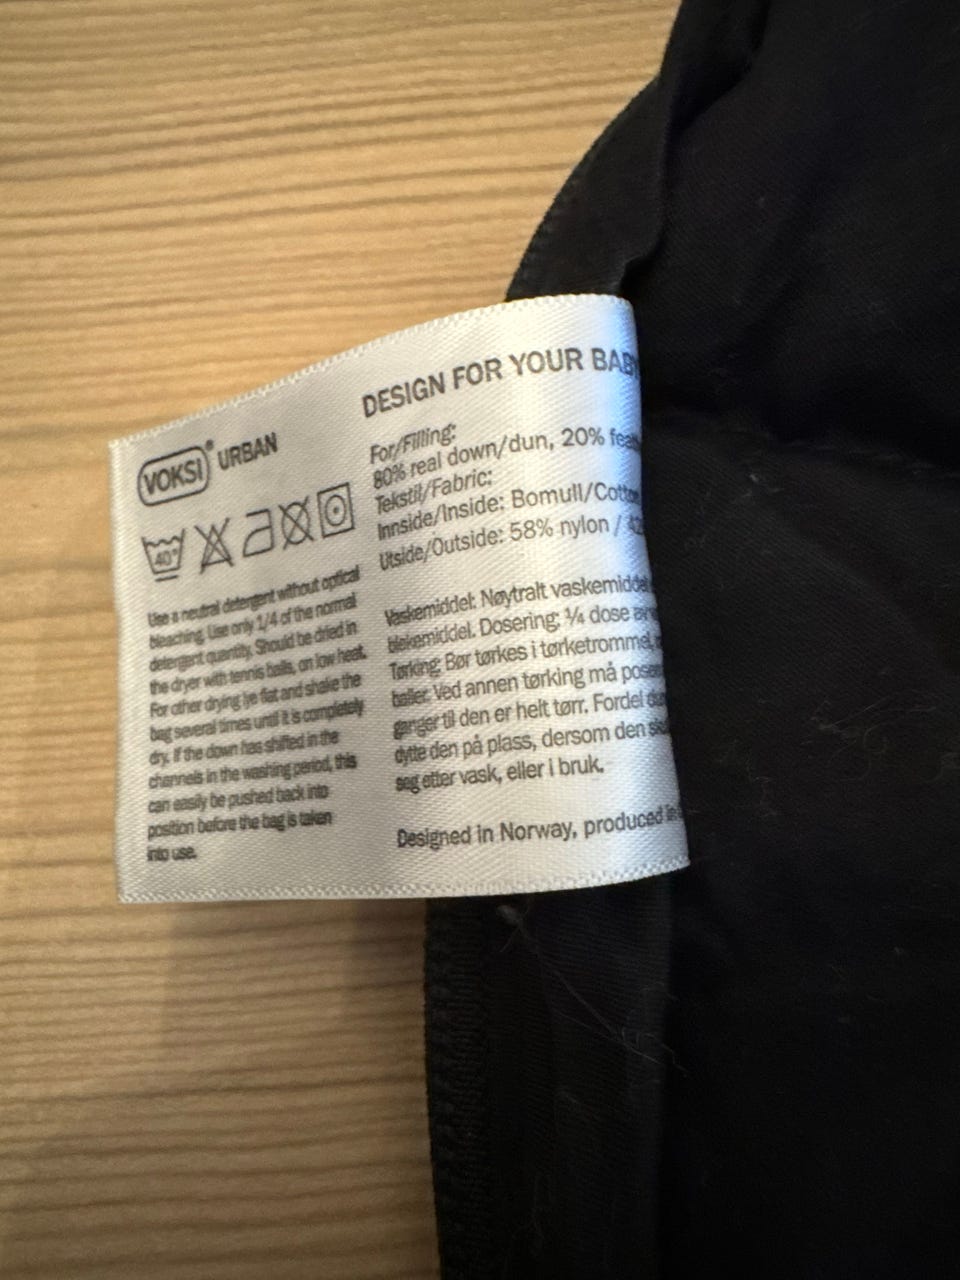 VOKSI® URBAN
40°
Use a neutral detergent without optical
bleaching. Use only 1/4 of the normal
detergent quantity. Should be dried in
the dryer with tennis balls, on low heat.
For other drying lye flat and shake the
bag several times until it is completely
dry. If the down has shifted in the
channels in the washing period, this
can easily be pushed back into
position before the bag is taken
into use.
DESIGN FOR YOUR BABY
For/Filling:
80% real down/dun, 20% feat
Tekstil/Fabric:
Innside/Inside: Bomull/Cotton
Utside/Outside: 58% nylon / 42
Vaskemiddel: Nøytralt vaskemiddel
blekemiddel. Dosering: ¼ dose av
Tørking: Bør tørkes i tørketrommel,
baller. Ved annen tørking må posen
ganger til den er helt tørr. Fordel
dytte den på plass, dersom den
seg etter vask, eller i bruk.
Designed in Norway, produced in